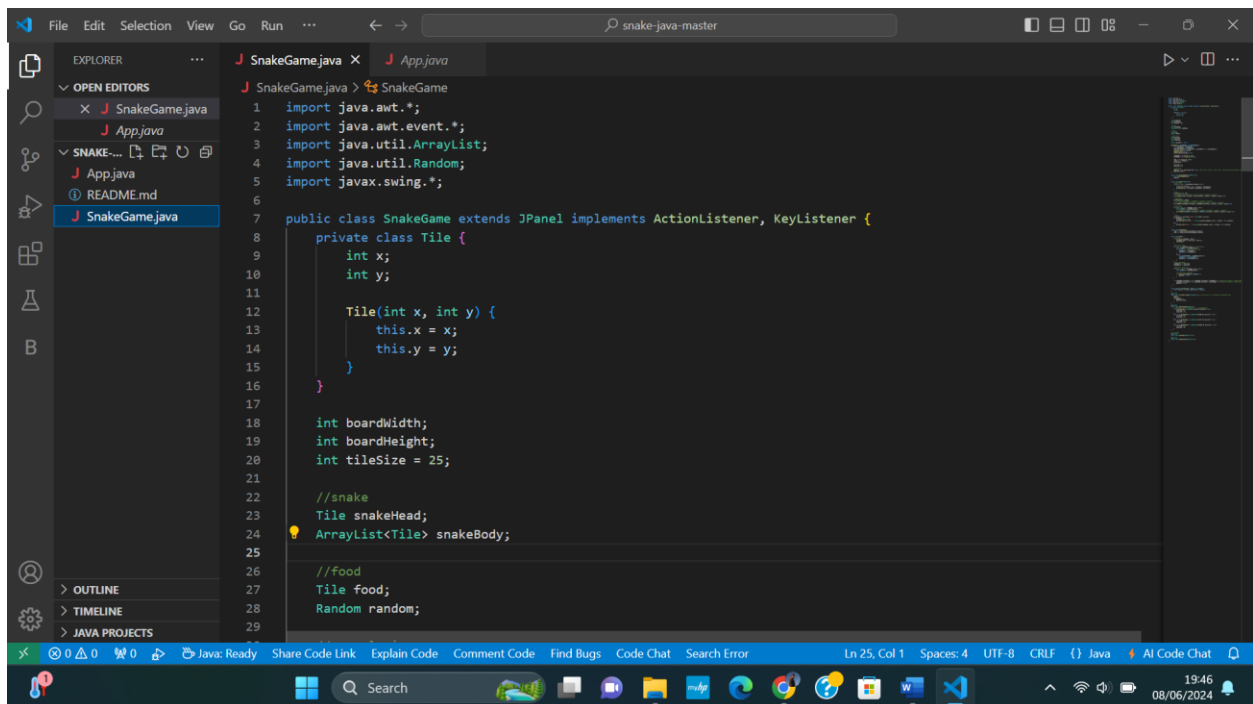 File Edit Selection View Go Run ··· ← → snake-java-master
EXPLORER ···
OPEN EDITORS
× J SnakeGame.java
J App.java
SNAKE-...
J App.java
README.md
J SnakeGame.java
OUTLINE
TIMELINE
JAVA PROJECTS
B
J SnakeGame.java × J App.java
J SnakeGame.java > SnakeGame
1 import java.awt.*;
2 import java.awt.event.*;
3 import java.util.ArrayList;
4 import java.util.Random;
5 import javax.swing.*;
6
7 public class SnakeGame extends JPanel implements ActionListener, KeyListener {
8     private class Tile {
9         int x;
10         int y;
11
12         Tile(int x, int y) {
13             this.x = x;
14             this.y = y;
15         }
16     }
17
18     int boardWidth;
19     int boardHeight;
20     int tileSize = 25;
21
22     //snake
23     Tile snakeHead;
24     ArrayList<Tile> snakeBody;
25
26     //food
27     Tile food;
28     Random random;
29
0 0 0 Java: Ready Share Code Link Explain Code Comment Code Find Bugs Code Chat Search Error Ln 25, Col 1 Spaces: 4 UTF-8 CRLF {} Java AI Code Chat
1 Search myhp W 19:46
08/06/2024